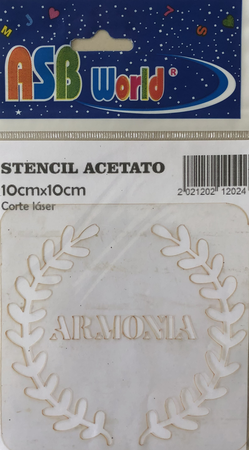 ASB World®
STENCIL ACETATO
10cmx10cm
Corte láser
2 021202 12024
ARMONIA